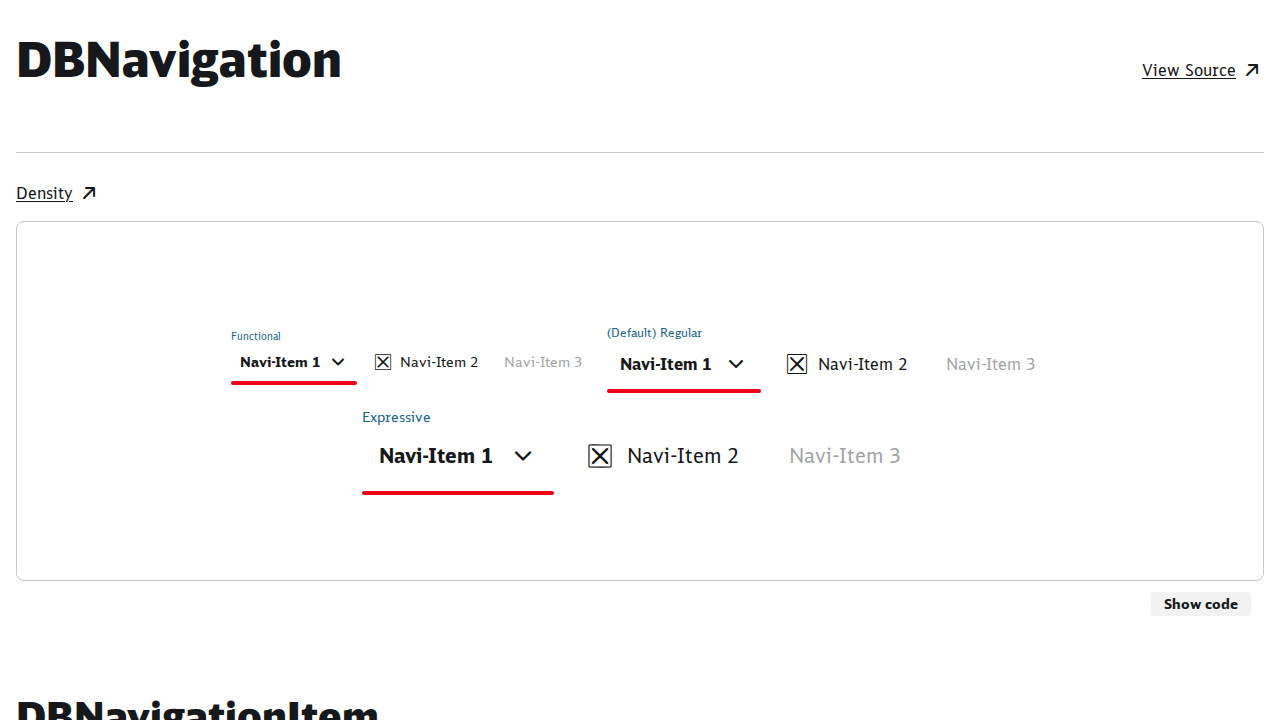 DBNavigation
View Source
Density
Functional
Navi-Item 1 Navi-Item 2 Navi-Item 3
(Default) Regular
Navi-Item 1 Navi-Item 2 Navi-Item 3
Expressive
Navi-Item 1 Navi-Item 2 Navi-Item 3
Show code
DBNavigationItem